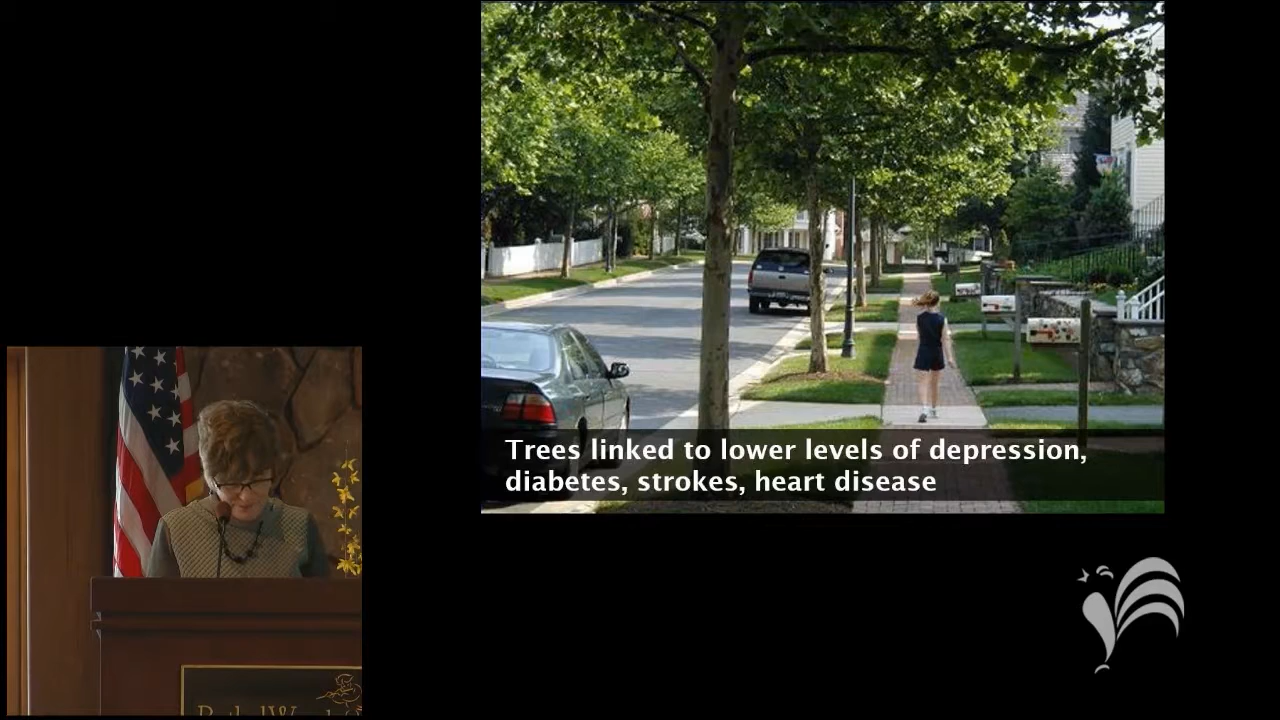 Trees linked to lower levels of depression,
diabetes, strokes, heart disease